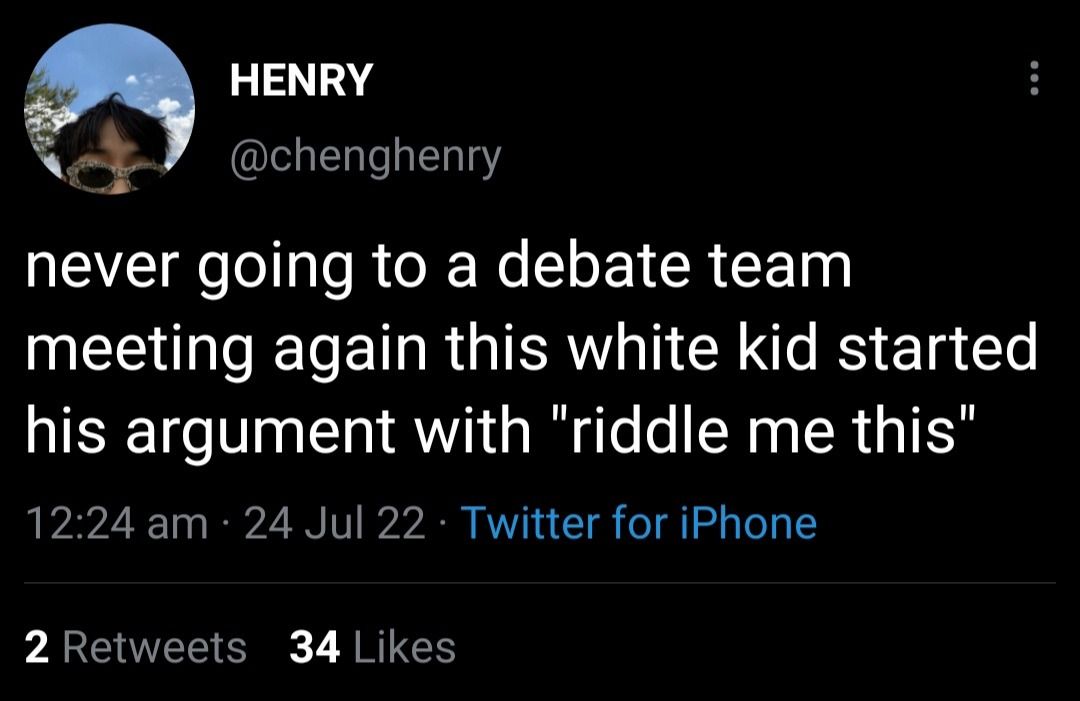 HENRY
@chenghenry
never going to a debate team
meeting again this white kid started
his argument with "riddle me this"
12:24 am · 24 Jul 22 · Twitter for iPhone
2 Retweets 34 Likes